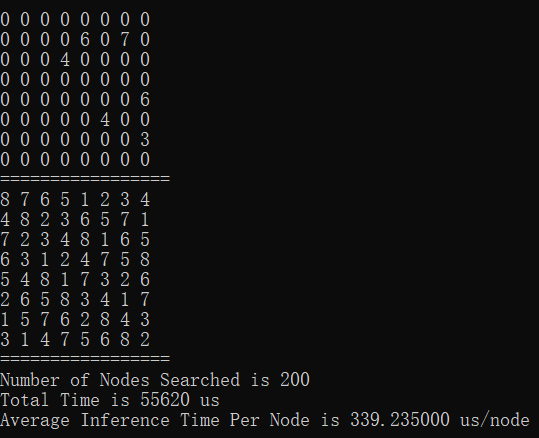 0 0 0 0 0 0 0 0
0 0 0 0 6 0 7 0
0 0 0 4 0 0 0 0
0 0 0 0 0 0 0 0
0 0 0 0 0 0 0 6
0 0 0 0 0 4 0 0
0 0 0 0 0 0 0 3
0 0 0 0 0 0 0 0
=================
8 7 6 5 1 2 3 4
4 8 2 3 6 5 7 1
7 2 3 4 8 1 6 5
6 3 1 2 4 7 5 8
5 4 8 1 7 3 2 6
2 6 5 8 3 4 1 7
1 5 7 6 2 8 4 3
3 1 4 7 5 6 8 2
=================
Number of Nodes Searched is 200
Total Time is 55620 us
Average Inference Time Per Node is 339.235000 us/node